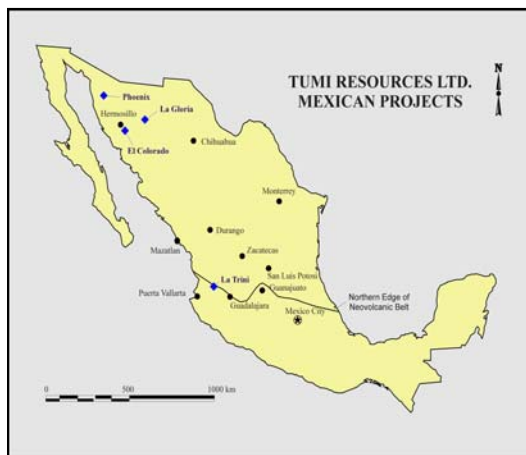 TUMI RESOURCES LTD.
MEXICAN PROJECTS
N
Phoenix
La Gloria
Hermosillo
El Colorado
Chihuahua
Monterrey
Durango
Mazatlan
Zacatecas
San Luis Potosi
La Trini
Puerta Vallarta
Guadalajara
Guanajuato
Northern Edge of
Neovolcanic Belt
Mexico City
0 500 1000 km